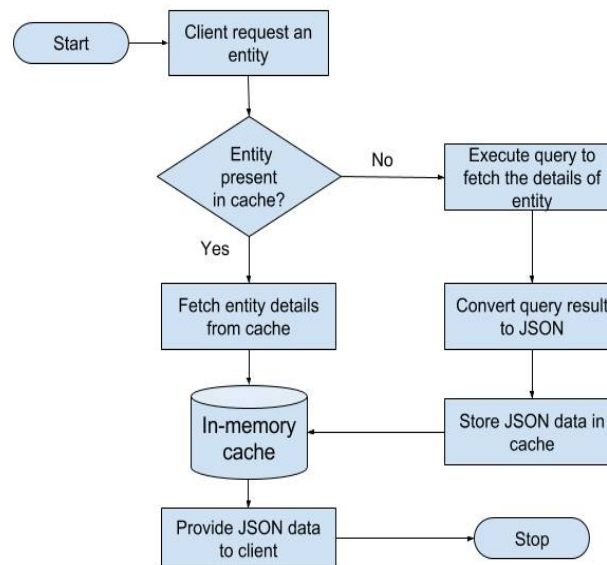 Start
Client request an
entity
Entity
present
in cache?
No
Execute query to
fetch the details of
entity
Yes
Fetch entity details
from cache
Convert query result
to JSON
In-memory
cache
Store JSON data in
cache
Provide JSON data
to client
Stop